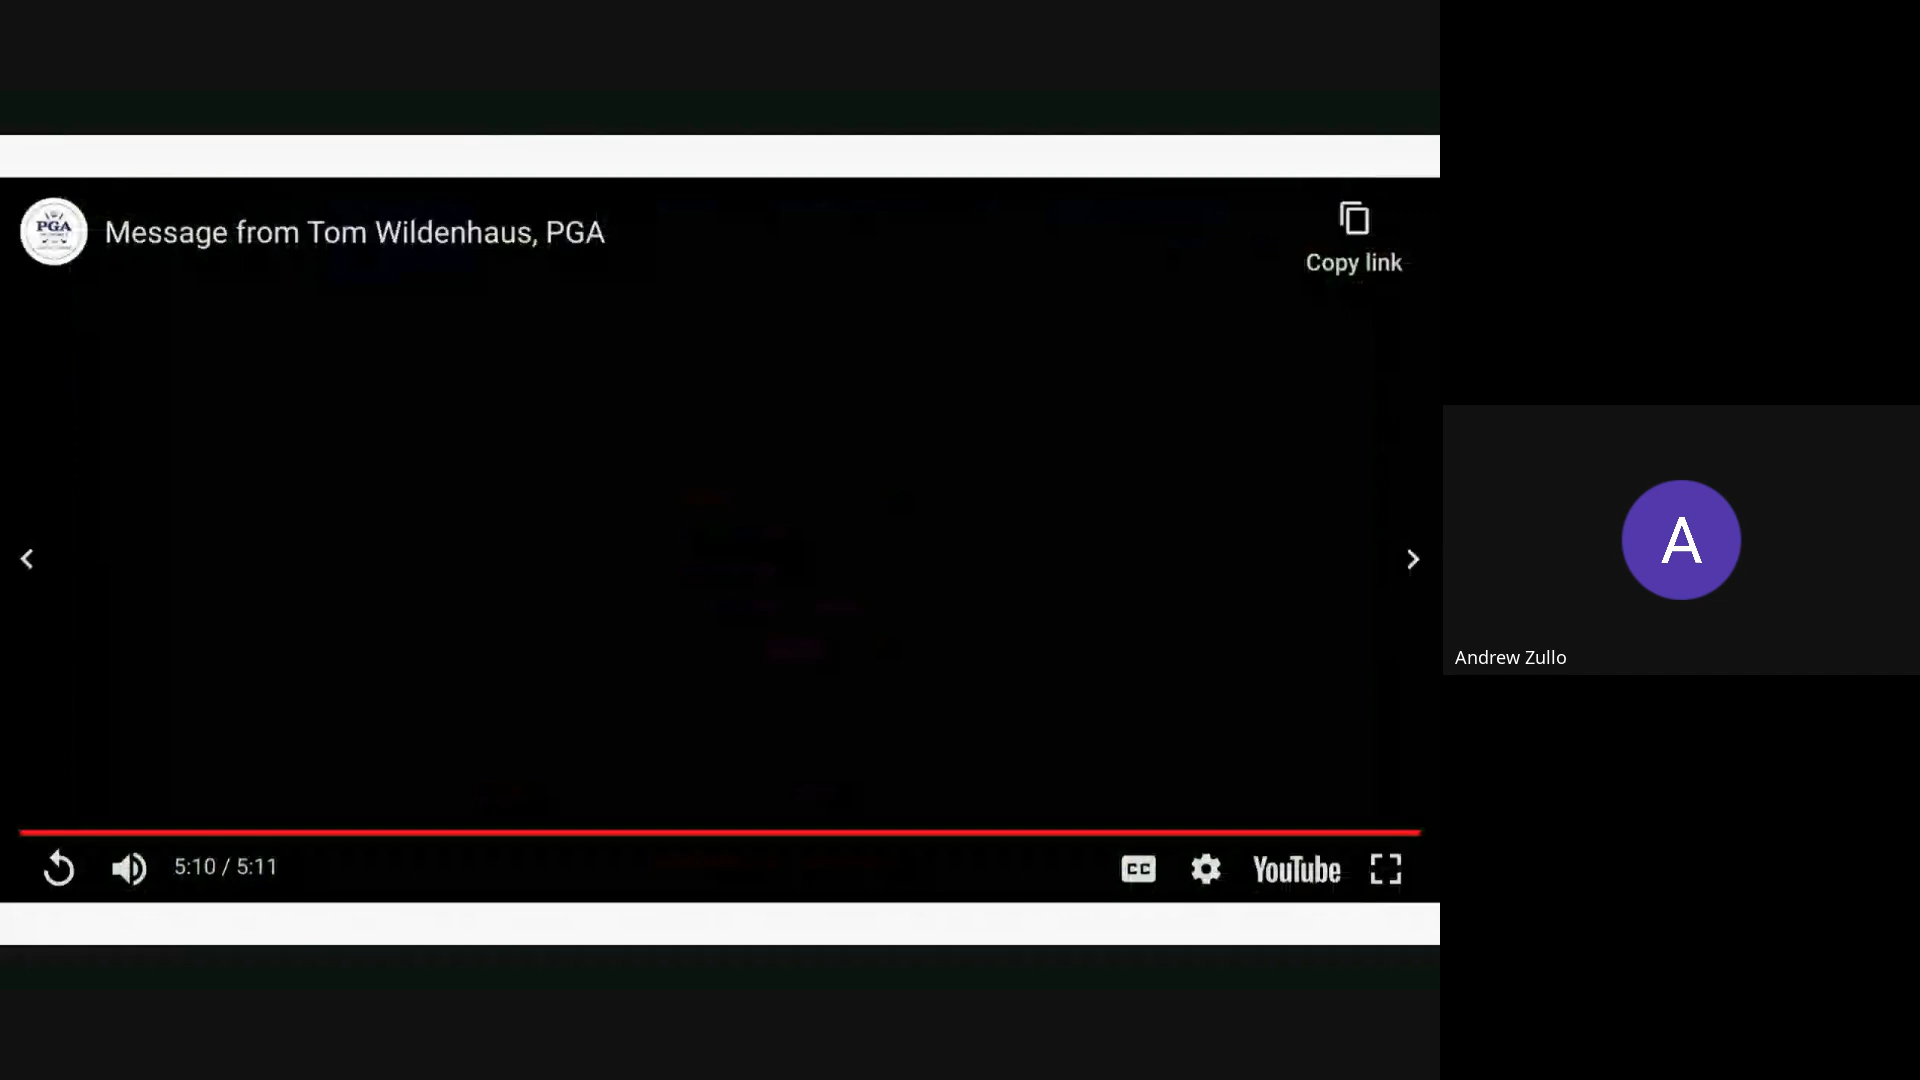 PGA
Message from Tom Wildenhaus, PGA
Copy link
A
Andrew Zullo
5:10 / 5:11
CC
YouTube